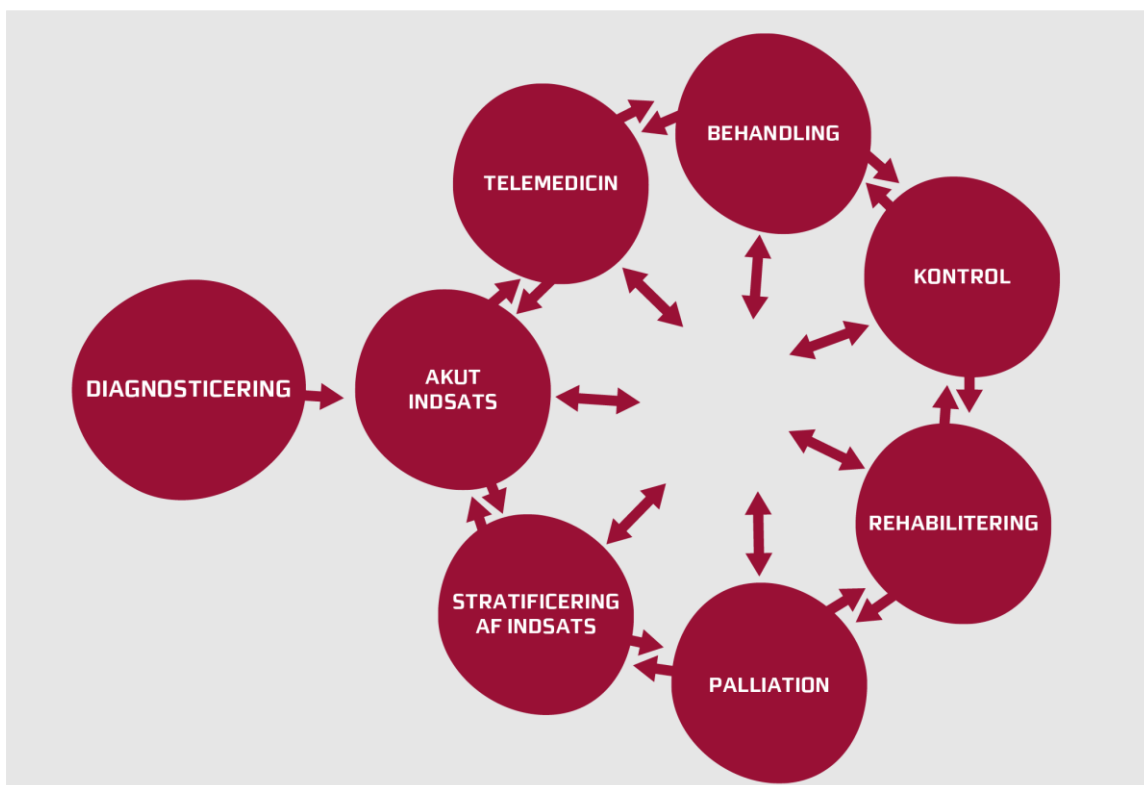 BEHANDLING
TELEMEDICIN
KONTROL
DIAGNOSTICERING
AKUT
INDSATS
REHABILITERING
STRATIFICERING
AF INDSATS
PALLIATION